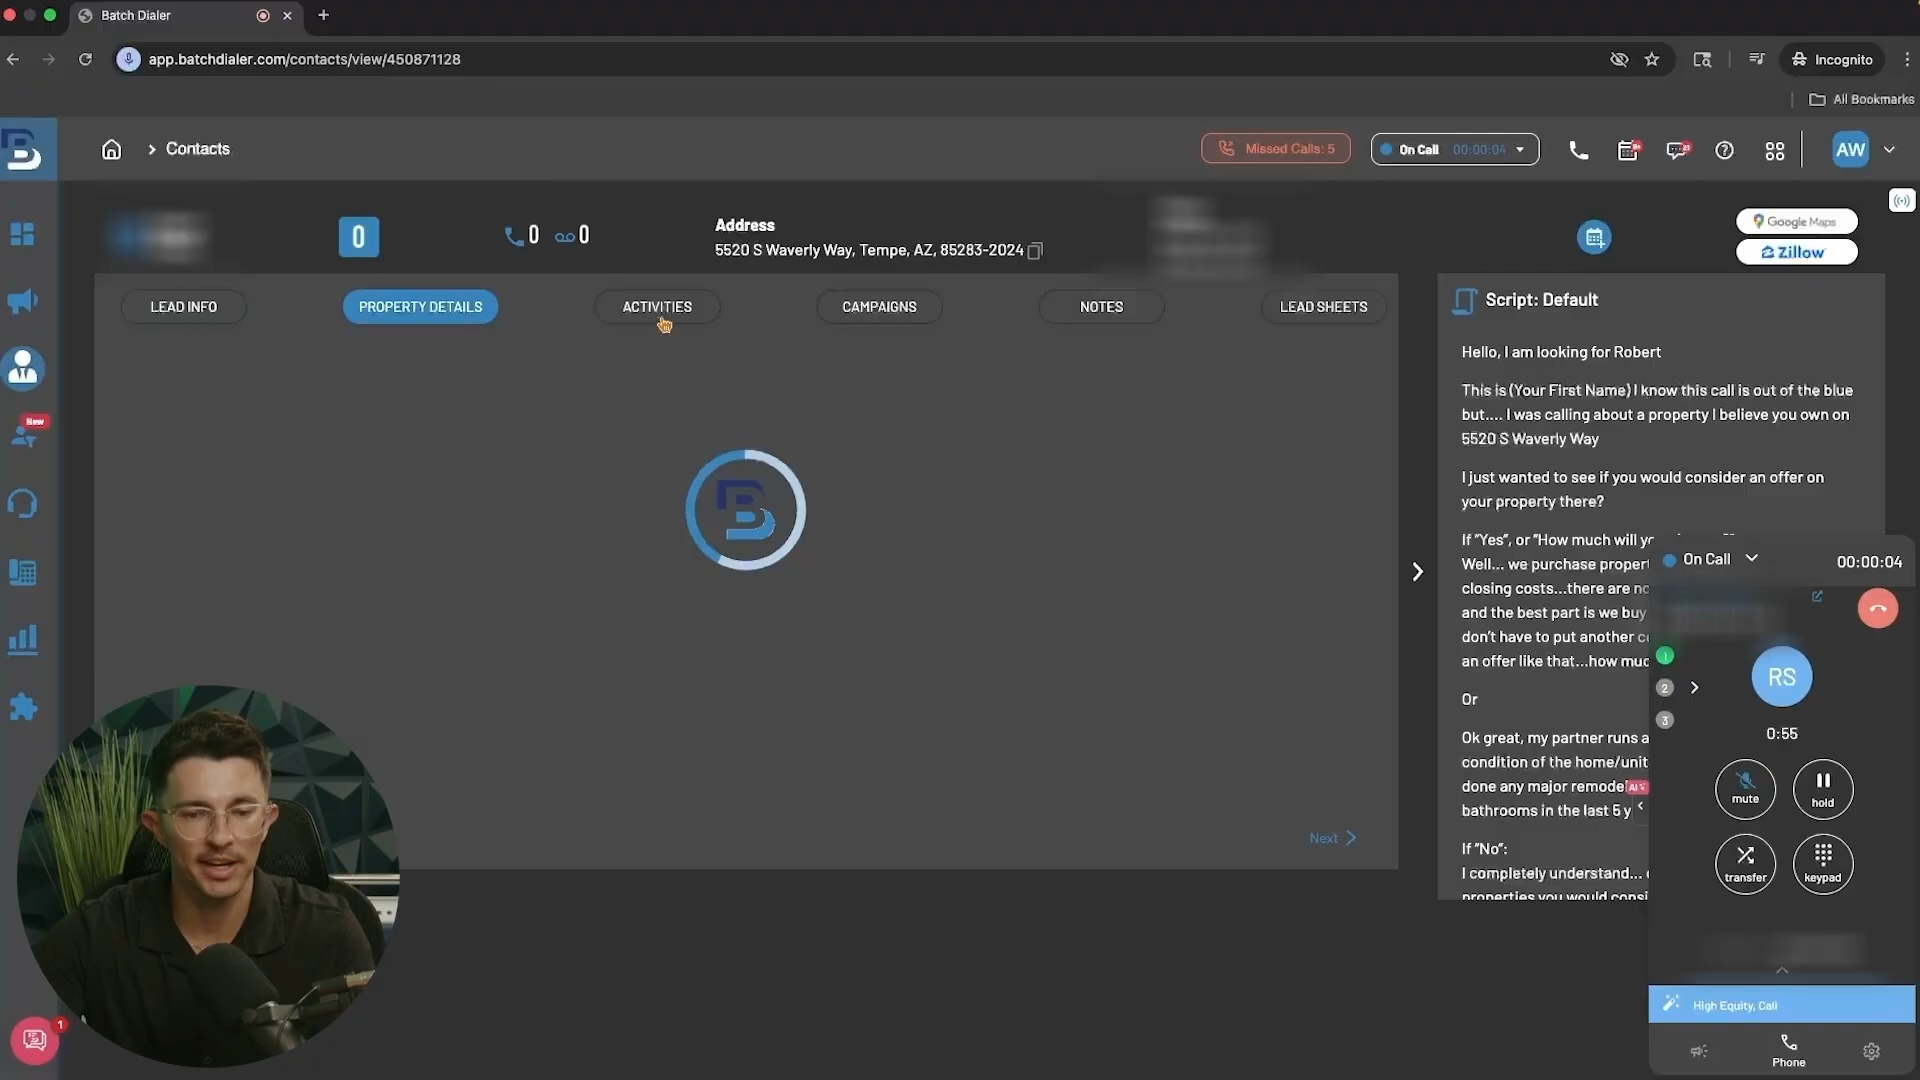 Batch Dialer
app.batchdialer.com/contacts/view/450871128
Incognito
All Bookmarks
Contacts
Missed Calls: 5
On Call 00:00:04
AW
0
0
0
Address
5520 S Waverly Way, Tempe, AZ, 85283-2024
Google Maps
Zillow
LEAD INFO
PROPERTY DETAILS
ACTIVITIES
CAMPAIGNS
NOTES
LEAD SHEETS
New
Next
Script: Default
Hello, I am looking for Robert
This is (Your First Name) I know this call is out of the blue
but.... I was calling about a property I believe you own on
5520 S Waverly Way
I just wanted to see if you would consider an offer on
your property there?
If "Yes", or "How much will
Well... we purchase
closing costs...there are
and the best part is we buy
don't have to put another
an offer like that...how
Or
Ok great, my partner runs a
condition of the home/unit
done any major
bathrooms in the last 5
If "No":
I completely understand...
properties you would
On Call
00:00:04
1
2
3
RS
0:55
mute
hold
transfer
keypad
AI
High Equity, Call
Phone
1